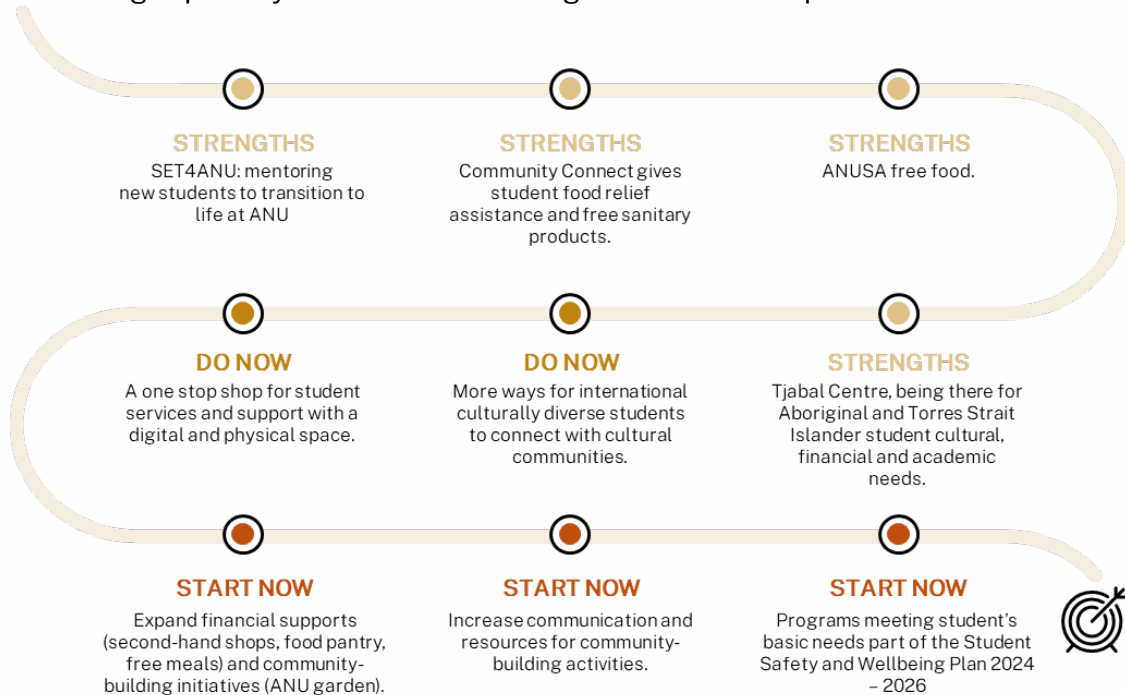 STRENGTHS
SET4ANU: mentoring
new students to transition to
life at ANU
STRENGTHS
Community Connect gives
student food relief
assistance and free sanitary
products.
STRENGTHS
ANUSA free food.
DO NOW
A one stop shop for student
services and support with a
digital and physical space.
DO NOW
More ways for international
culturally diverse students
to connect with cultural
communities.
STRENGTHS
Tjabal Centre, being there for
Aboriginal and Torres Strait
Islander student cultural,
financial and academic
needs.
START NOW
Expand financial supports
(second-hand shops, food pantry,
free meals) and community-
building initiatives (ANU garden).
START NOW
Increase communication and
resources for community-
building activities.
START NOW
Programs meeting student's
basic needs part of the Student
Safety and Wellbeing Plan 2024
– 2026